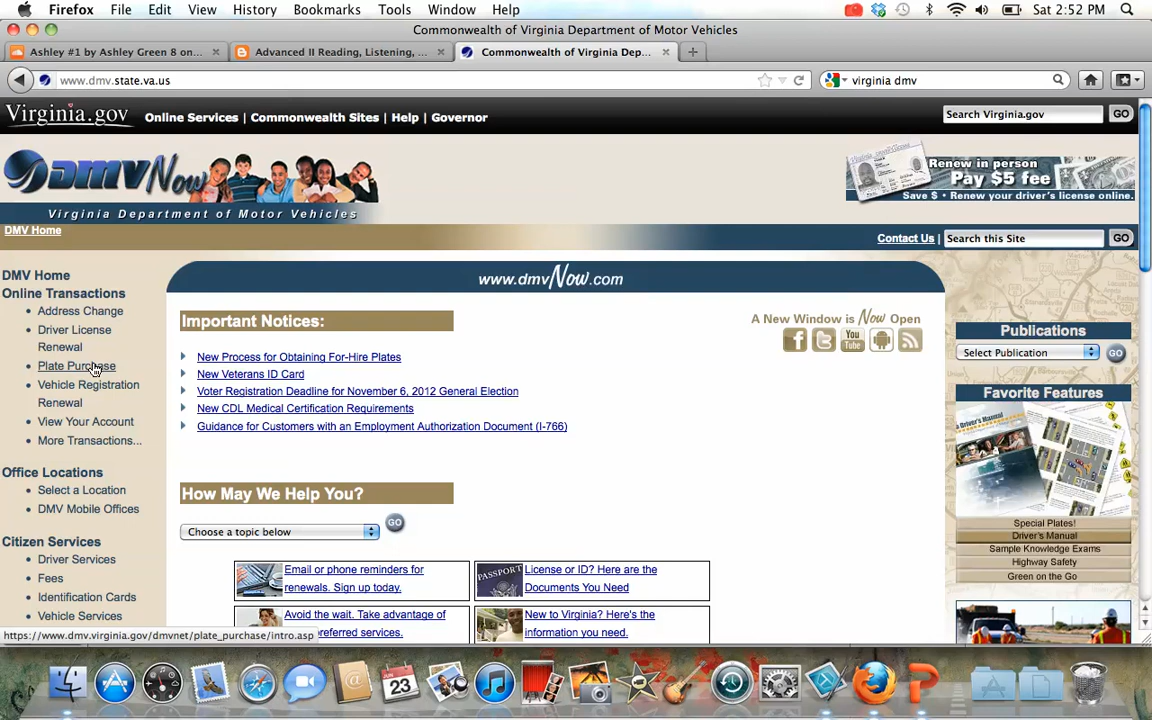 Firefox File Edit View History Bookmarks Tools Window Help Sat 2:52 PM
Commonwealth of Virginia Department of Motor Vehicles
Ashley #1 by Ashley Green 8 on... Advanced II Reading, Listening, ... Commonwealth of Virginia Dep...
www.dmv.state.va.us virginia dmv
Virginia.gov Online Services | Commonwealth Sites | Help | Governor Search Virginia.gov GO
DMV Now
Virginia Department of Motor Vehicles
Renew in person
Pay $5 fee
Save $ • Renew your driver's license online.
DMV Home Contact Us | Search this Site GO
DMV Home
Online Transactions
Address Change
Driver License
Renewal
Plate Purchase
Vehicle Registration
Renewal
View Your Account
More Transactions...
Office Locations
Select a Location
DMV Mobile Offices
Citizen Services
Driver Services
Fees
Identification Cards
Vehicle Services
www.dmvNow.com
Important Notices:
A New Window is Now Open
You
Tube
New Process for Obtaining For-Hire Plates
New Veterans ID Card
Voter Registration Deadline for November 6, 2012 General Election
New CDL Medical Certification Requirements
Guidance for Customers with an Employment Authorization Document (I-766)
How May We Help You?
Choose a topic below GO
Email or phone reminders for
renewals. Sign up today.
PASSPORT
License or ID? Here are the
Documents You Need
Avoid the wait. Take advantage of
referred services.
New to Virginia? Here's the
information you need.
Publications
Select Publication GO
Favorite Features
Special Plates!
Driver's Manual
Sample Knowledge Exams
Highway Safety
Green on the Go
https://www.dmv.virginia.gov/dmvnet/plate_purchase/intro.asp
23